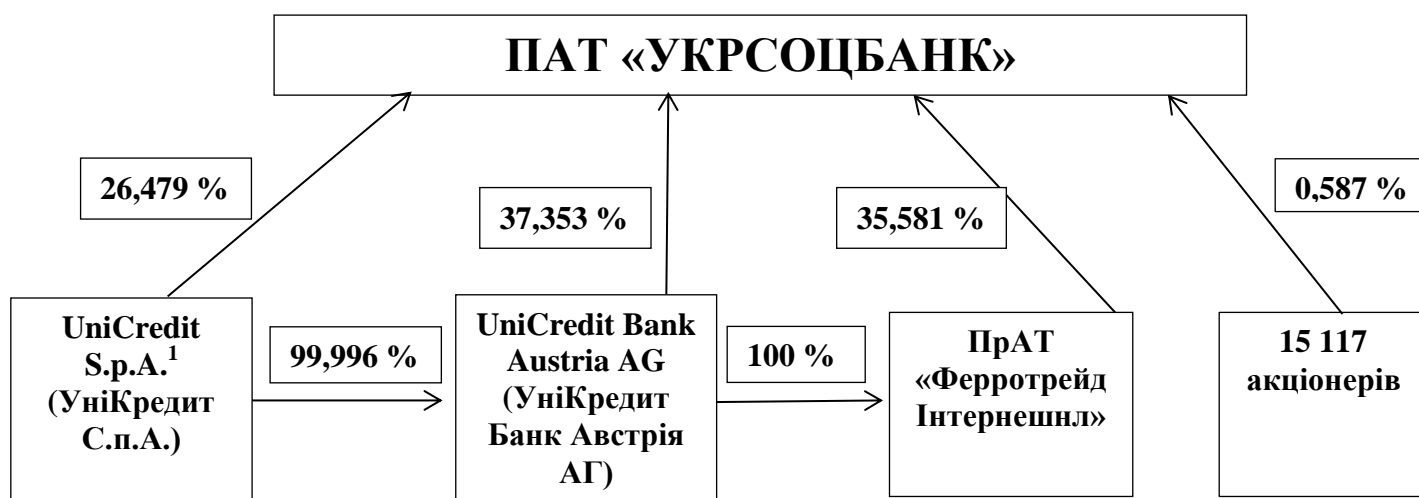 ПАТ «УКРСОЦБАНК»
26,479 %
37,353 %
35,581 %
0,587 %
UniCredit
S.p.A.1
(УніКредит
С.п.А.)
99,996 %
UniCredit Bank
Austria AG
(УніКредит
Банк Австрія
АГ)
100 %
ПрАТ
«Ферротрейд
Інтернешнл»
15 117
акціонерів